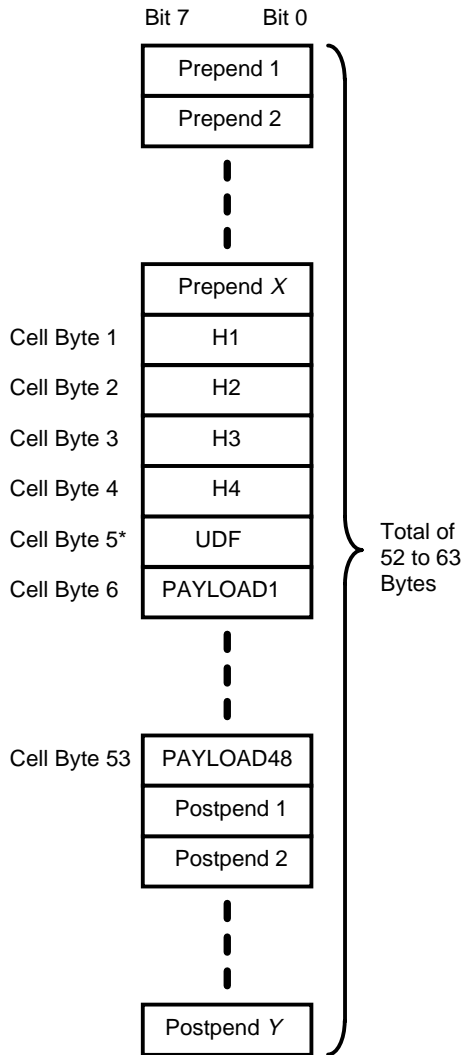 Bit 7 Bit 0
Prepend 1
Prepend 2
Prepend X
Cell Byte 1 H1
Cell Byte 2 H2
Cell Byte 3 H3
Cell Byte 4 H4
Cell Byte 5* UDF
Cell Byte 6 PAYLOAD1
Total of
52 to 63
Bytes
Cell Byte 53 PAYLOAD48
Postpend 1
Postpend 2
Postpend Y